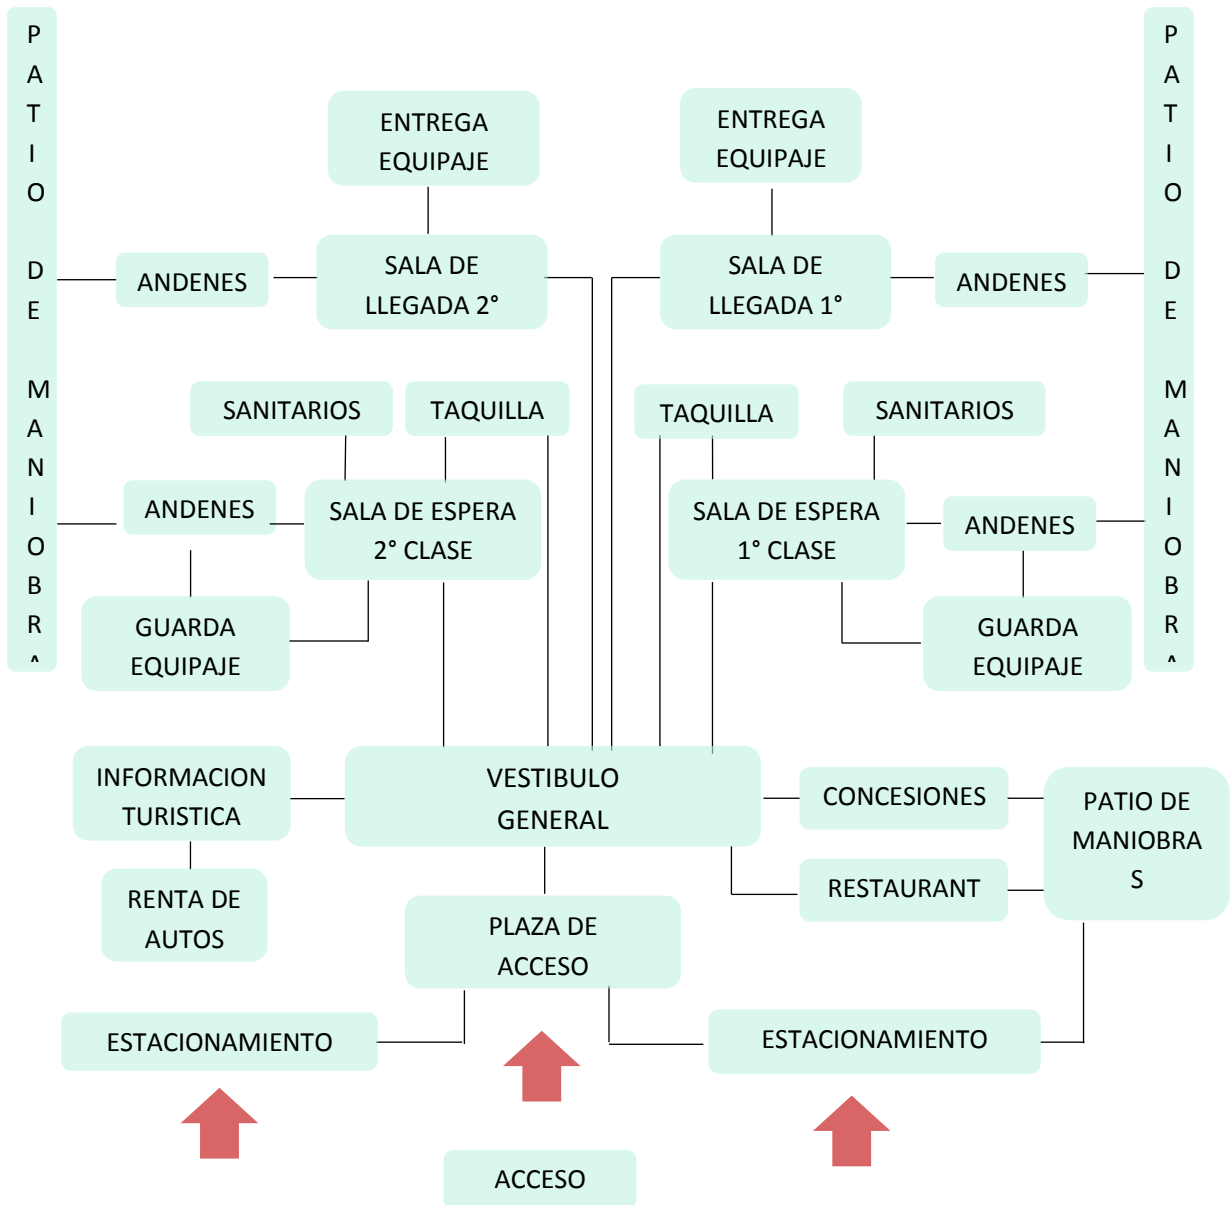 P
A
T
I
O
D
E
M
A
N
I
O
B
R
A
P
A
T
I
O
D
E
M
A
N
I
O
B
R
A
ENTREGA
EQUIPAJE
ENTREGA
EQUIPAJE
ANDENES
SALA DE
LLEGADA 2°
SALA DE
LLEGADA 1°
ANDENES
SANITARIOS
TAQUILLA
TAQUILLA
SANITARIOS
ANDENES
SALA DE ESPERA
2° CLASE
SALA DE ESPERA
1° CLASE
ANDENES
GUARDA
EQUIPAJE
GUARDA
EQUIPAJE
INFORMACION
TURISTICA
VESTIBULO
GENERAL
CONCESIONES
PATIO DE
MANIOBRA
S
RENTA DE
AUTOS
RESTAURANT
PLAZA DE
ACCESO
ESTACIONAMIENTO
ESTACIONAMIENTO
ACCESO